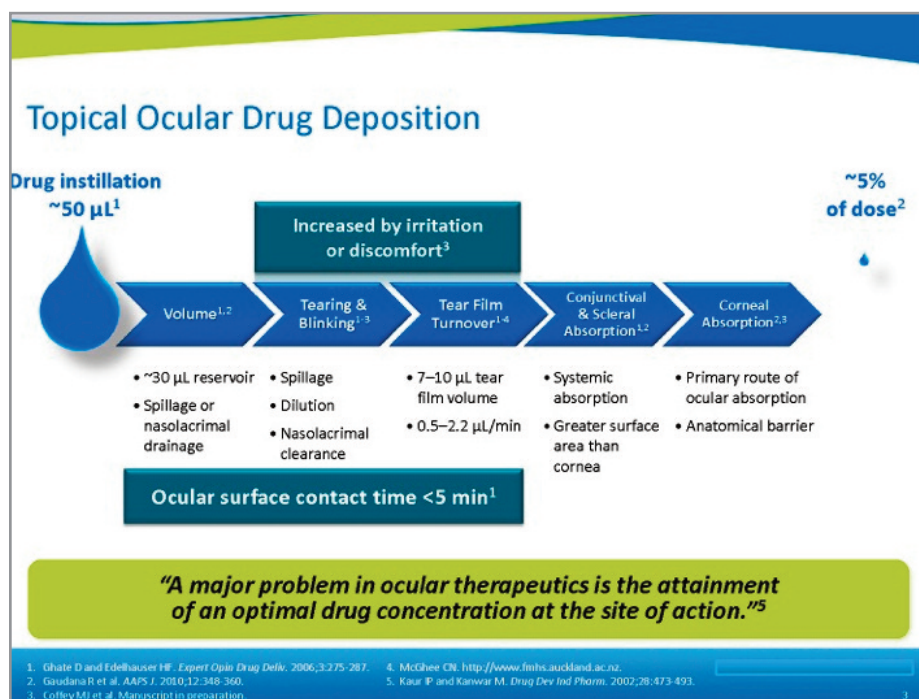 Topical Ocular Drug Deposition
Drug instillation
~50 µL1
~5%
of dose2
Increased by irritation
or discomfort3
Volume1,2
Tearing &
Blinking1-3
Tear Film
Turnover1-4
Conjunctival
& Scleral
Absorption1,2
Corneal
Absorption2,3
• ~30 µL reservoir
• Spillage or
nasolacrimal
drainage
• Spillage
• Dilution
• Nasolacrimal
clearance
• 7–10 µL tear
film volume
• 0.5–2.2 µL/min
• Systemic
absorption
• Greater surface
area than
cornea
• Primary route of
ocular absorption
• Anatomical barrier
Ocular surface contact time <5 min1
"A major problem in ocular therapeutics is the attainment
of an optimal drug concentration at the site of action."5
1. Ghate D and Edelhauser HF. Expert Opin Drug Deliv. 2006;3:275-287.
2. Gaudana R et al. AAPS J. 2010;12:348-360.
3. Coffey MJ et al. Manuscript in preparation.
4. McGhee CN. http://www.fmhs.auckland.ac.nz.
5. Kaur IP and Kanwar M. Drug Dev Ind Pharm. 2002;28:473-493.